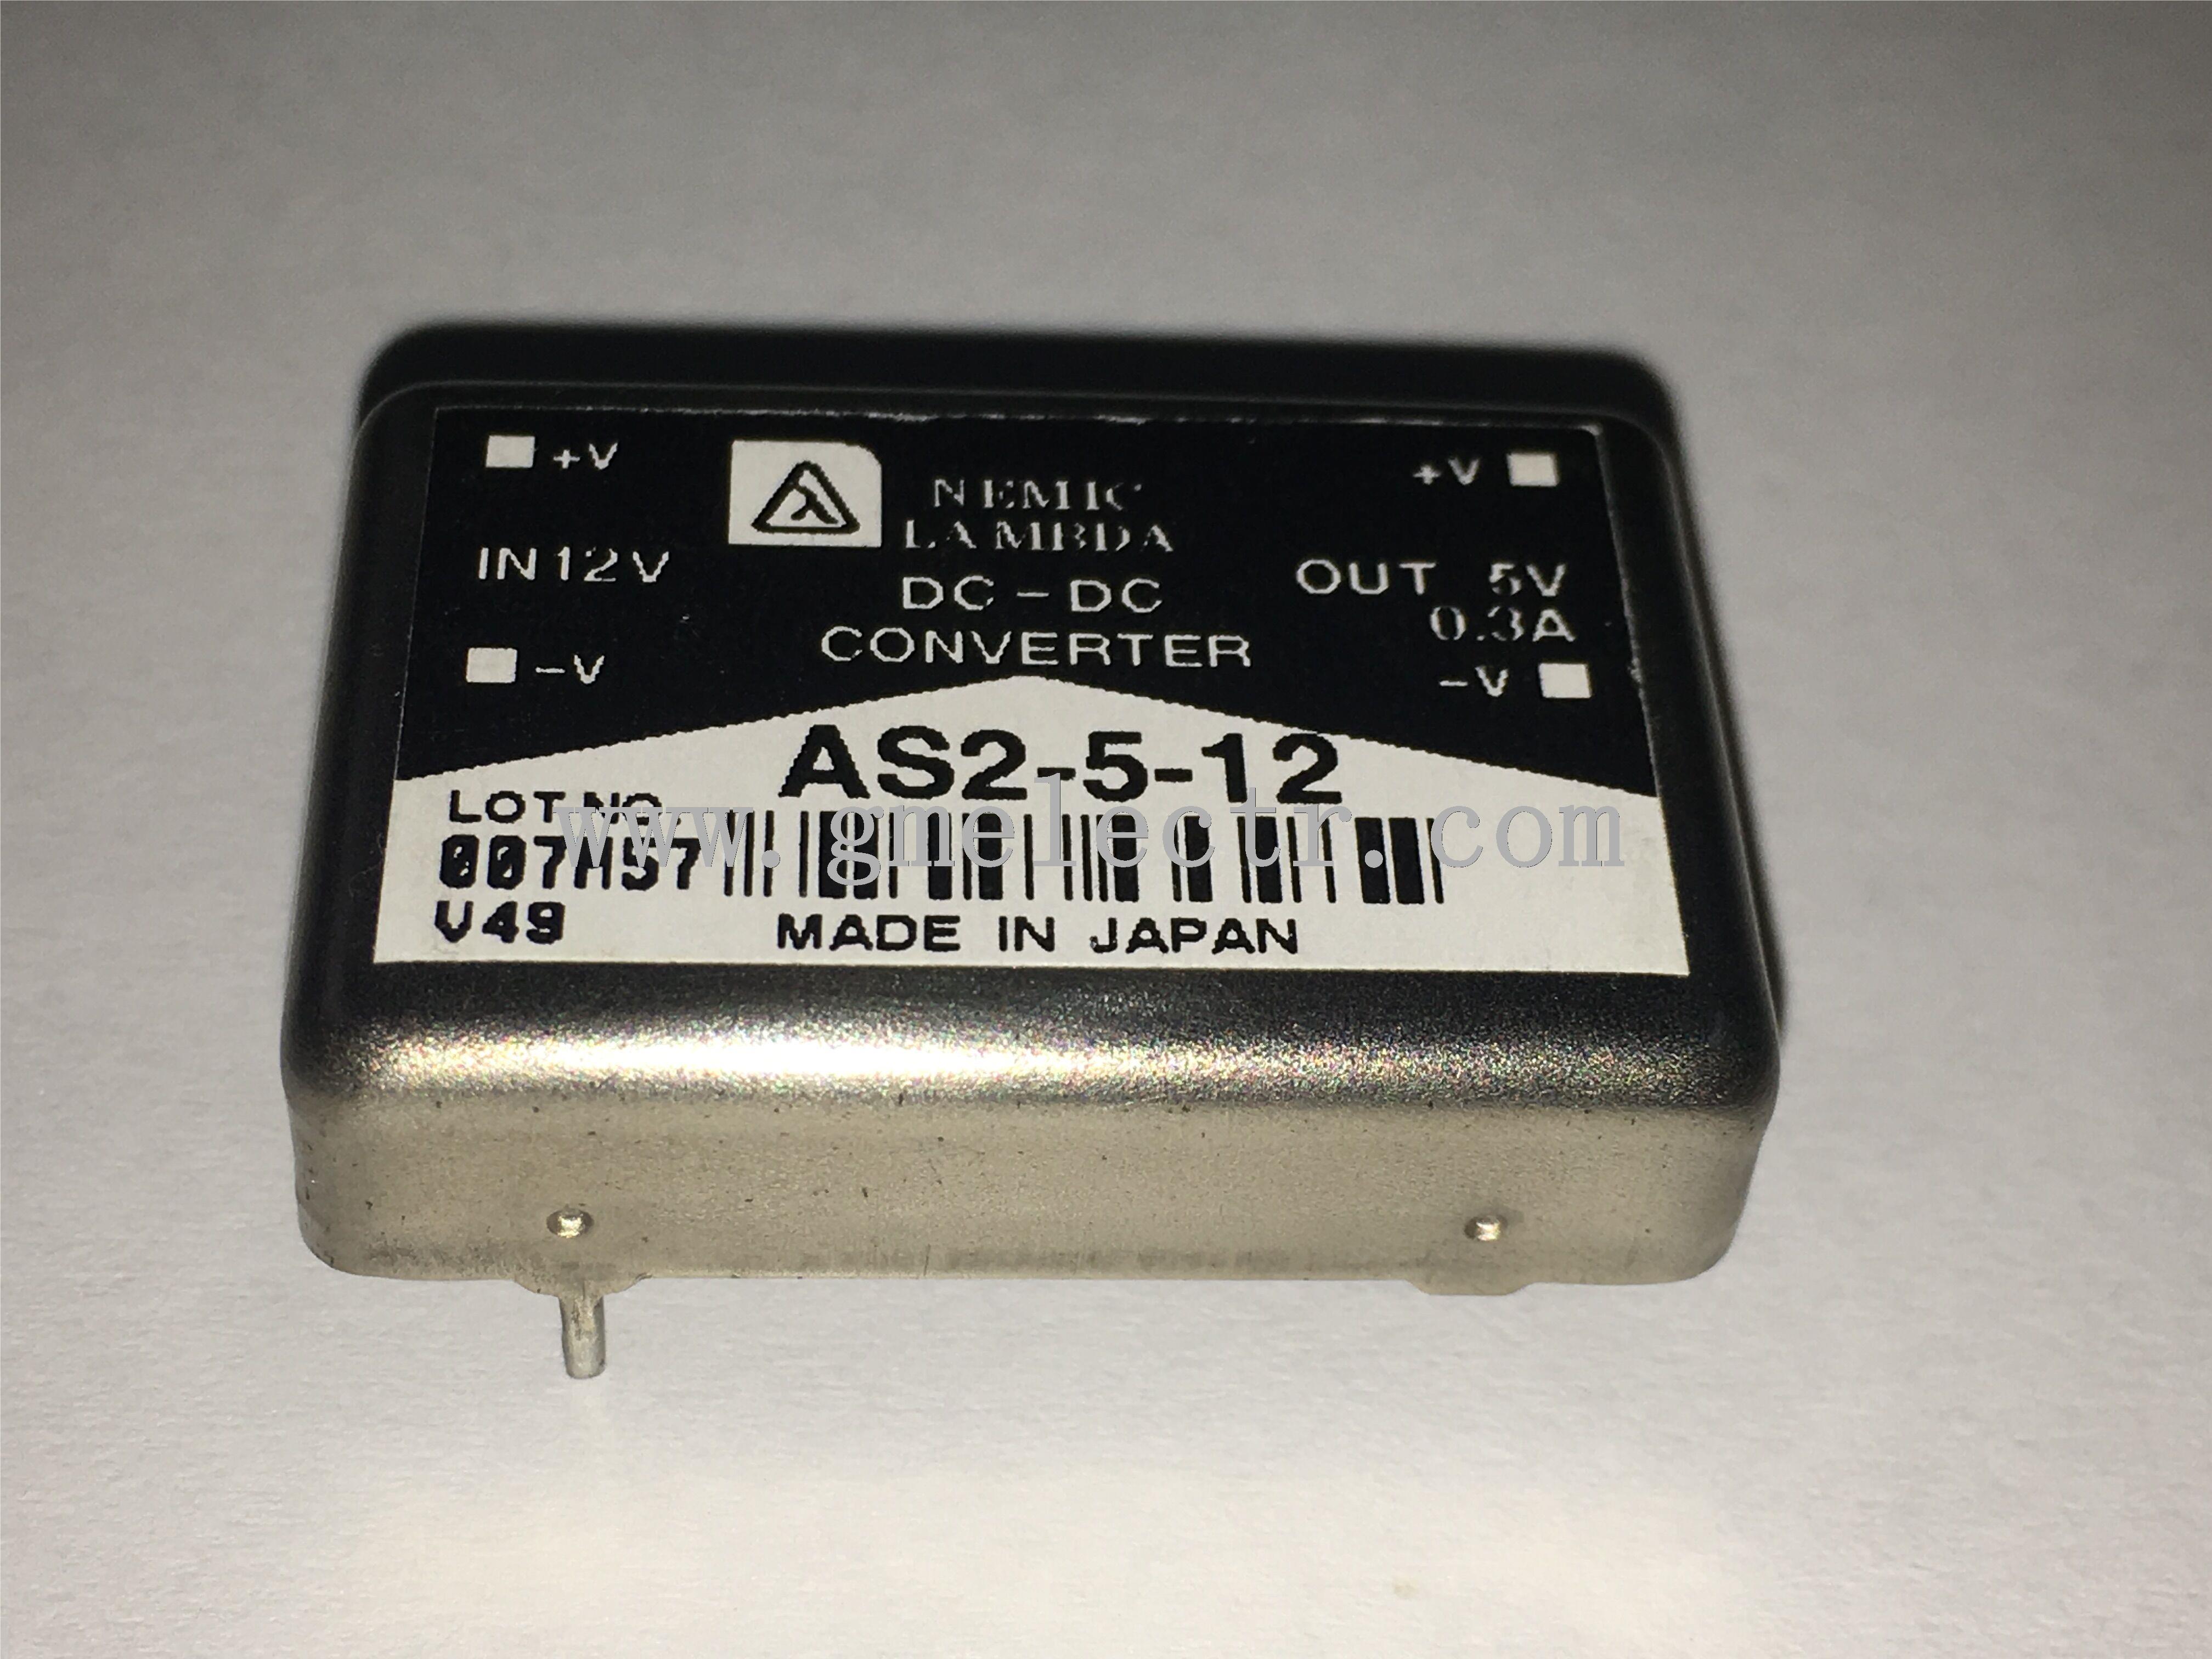 +V
NEMIC
LAMBDA
+V
IN12V
DC-DC
CONVERTER
OUT 5V
0.3A
-V
-V
AS2-5-12
LOT NO.
www.gmelectr.com
V49
MADE IN JAPAN